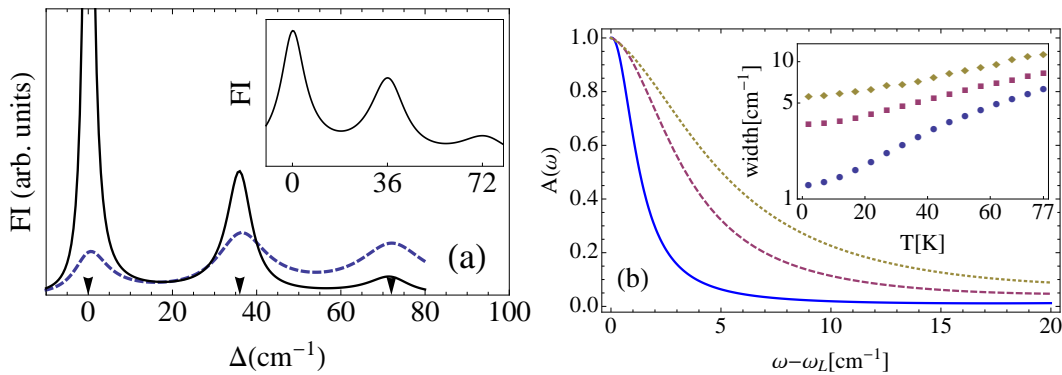 FI (arb. units)
FI
0 36 72
(a)
0 20 40 60 80 100
Δ(cm⁻¹)
A(ω)
1.0
0.8
0.6
0.4
0.2
0.0
width[cm⁻¹]
10
5
1
2 20 40 60 77
T[K]
(b)
0 5 10 15 20
ω−ω_L[cm⁻¹]